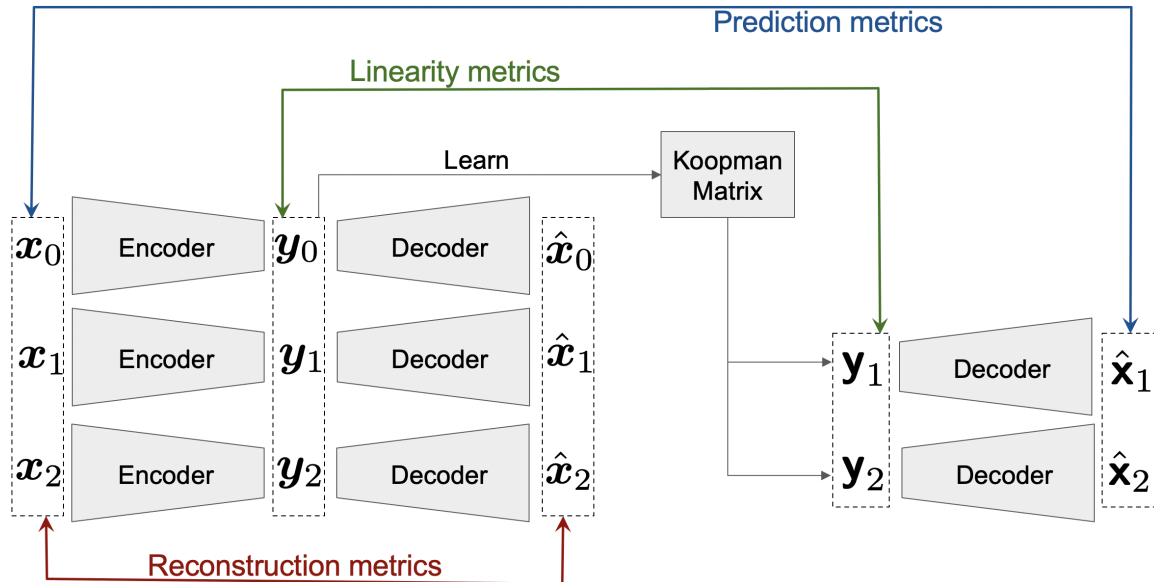 Prediction metrics
Linearity metrics
Learn
Koopman
Matrix
x₀ Encoder y₀ Decoder x̂₀
x₁ Encoder y₁ Decoder x̂₁
y₁ Decoder x̂₁
x₂ Encoder y₂ Decoder x̂₂
y₂ Decoder x̂₂
Reconstruction metrics